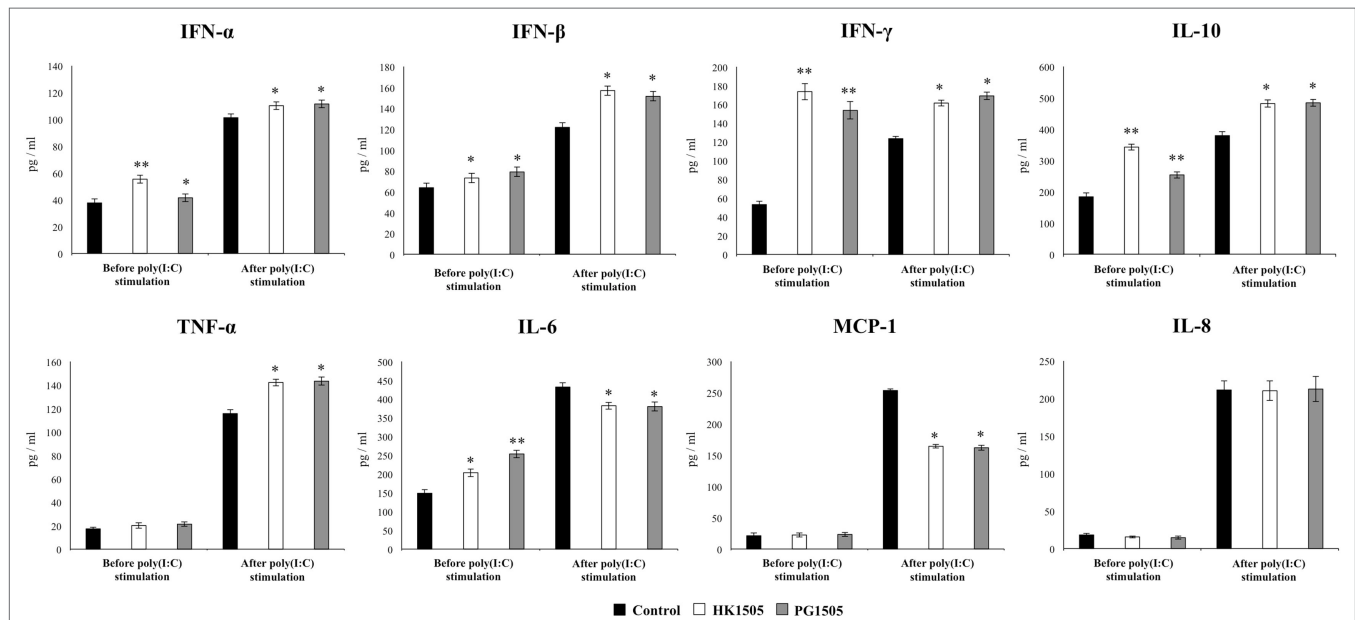 IFN-α
140
120
100
80
60
40
20
0
pg / ml
**
*
*
*
Before poly(I:C)
stimulation
After poly(I:C)
stimulation
IFN-β
180
160
140
120
100
80
60
40
20
0
pg / ml
*
*
*
*
Before poly(I:C)
stimulation
After poly(I:C)
stimulation
IFN-γ
200
180
160
140
120
100
80
60
40
20
0
pg / ml
**
**
*
*
Before poly(I:C)
stimulation
After poly(I:C)
stimulation
IL-10
600
500
400
300
200
100
0
pg / ml
**
**
*
*
Before poly(I:C)
stimulation
After poly(I:C)
stimulation
TNF-α
160
140
120
100
80
60
40
20
0
pg / ml
*
*
Before poly(I:C)
stimulation
After poly(I:C)
stimulation
IL-6
500
450
400
350
300
250
200
150
100
50
0
pg / ml
*
**
*
*
Before poly(I:C)
stimulation
After poly(I:C)
stimulation
MCP-1
300
250
200
150
100
50
0
pg / ml
*
*
Before poly(I:C)
stimulation
After poly(I:C)
stimulation
IL-8
250
200
150
100
50
0
pg / ml
Before poly(I:C)
stimulation
After poly(I:C)
stimulation
Control HK1505 PG1505